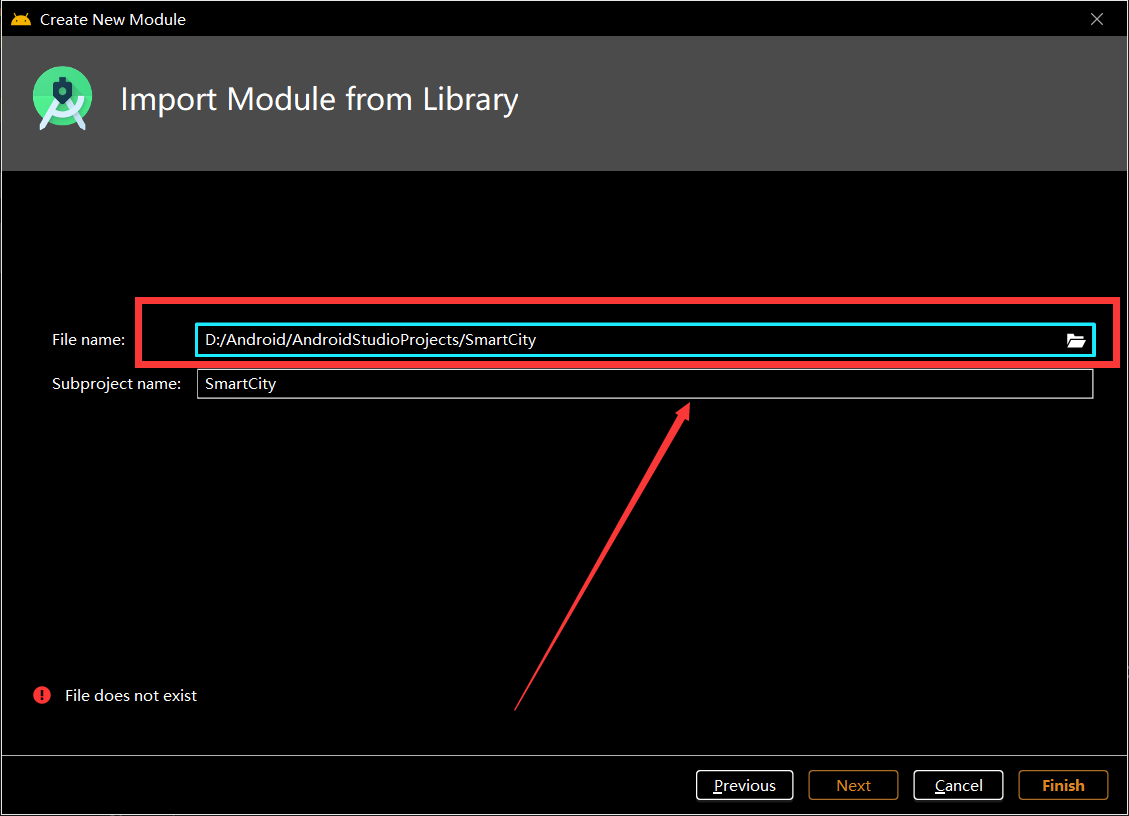 Create New Module
Import Module from Library
File name: D:/Android/AndroidStudioProjects/SmartCity
Subproject name: SmartCity
File does not exist
Previous Next Cancel Finish